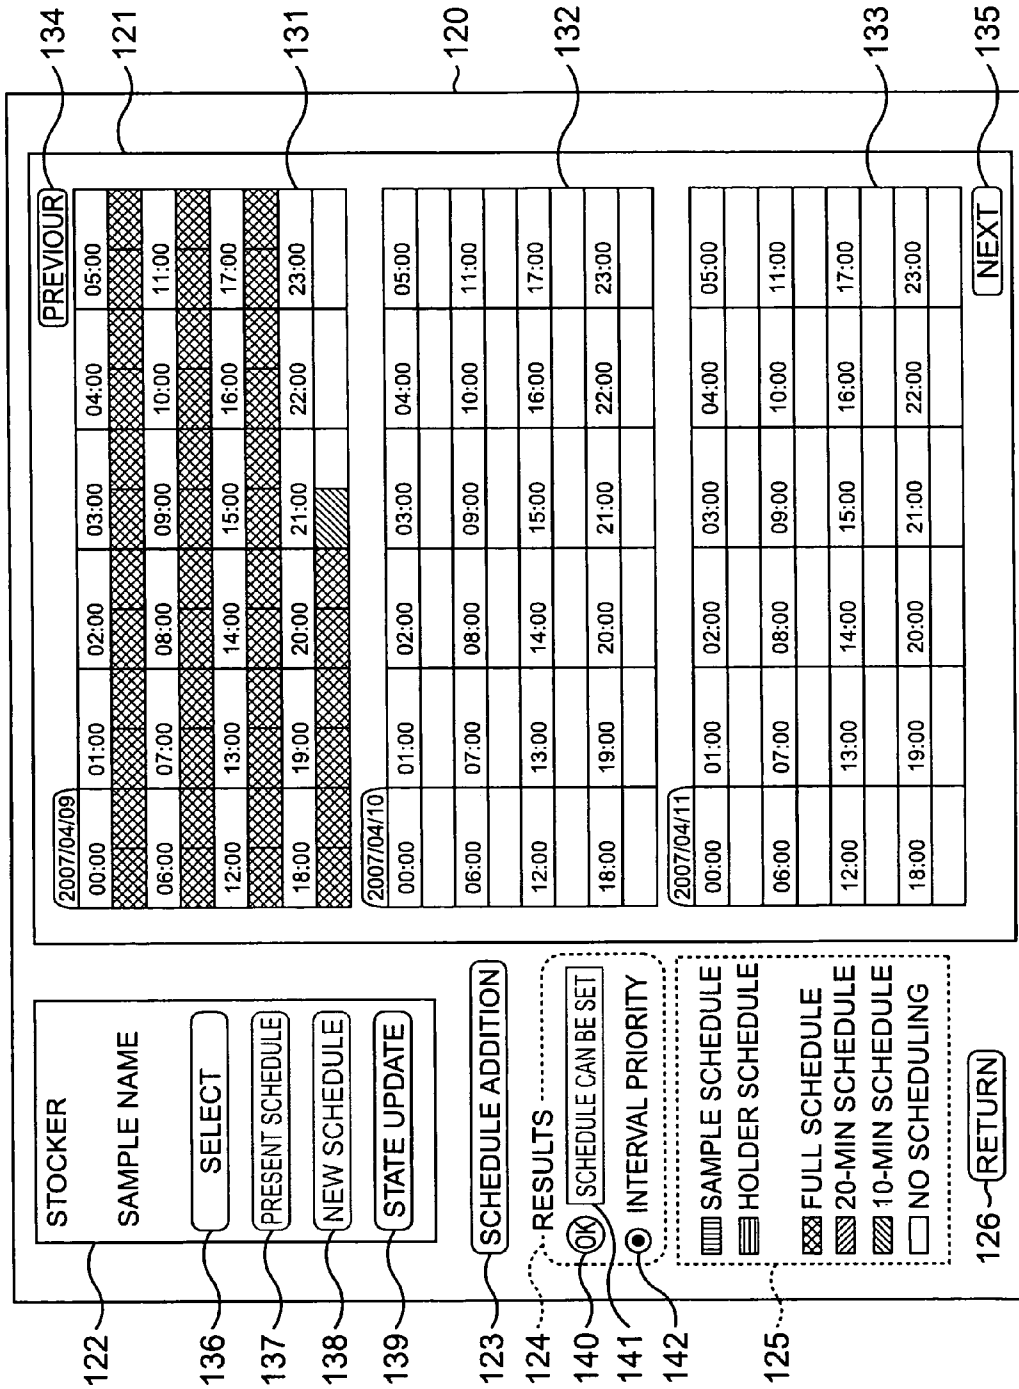 134
121
131
120
132
133
135
PREVIOUR
2007/04/09
00:00 01:00 02:00 03:00 04:00 05:00
06:00 07:00 08:00 09:00 10:00 11:00
12:00 13:00 14:00 15:00 16:00 17:00
18:00 19:00 20:00 21:00 22:00 23:00
2007/04/10
00:00 01:00 02:00 03:00 04:00 05:00
06:00 07:00 08:00 09:00 10:00 11:00
12:00 13:00 14:00 15:00 16:00 17:00
18:00 19:00 20:00 21:00 22:00 23:00
2007/04/11
00:00 01:00 02:00 03:00 04:00 05:00
06:00 07:00 08:00 09:00 10:00 11:00
12:00 13:00 14:00 15:00 16:00 17:00
18:00 19:00 20:00 21:00 22:00 23:00
NEXT
STOCKER
SAMPLE NAME
SELECT
PRESENT SCHEDULE
NEW SCHEDULE
STATE UPDATE
SCHEDULE ADDITION
RESULTS
OK SCHEDULE CAN BE SET
INTERVAL PRIORITY
SAMPLE SCHEDULE
HOLDER SCHEDULE
FULL SCHEDULE
20-MIN SCHEDULE
10-MIN SCHEDULE
NO SCHEDULING
126 RETURN
122
136
137
138
139
123
124
140
141
142
125